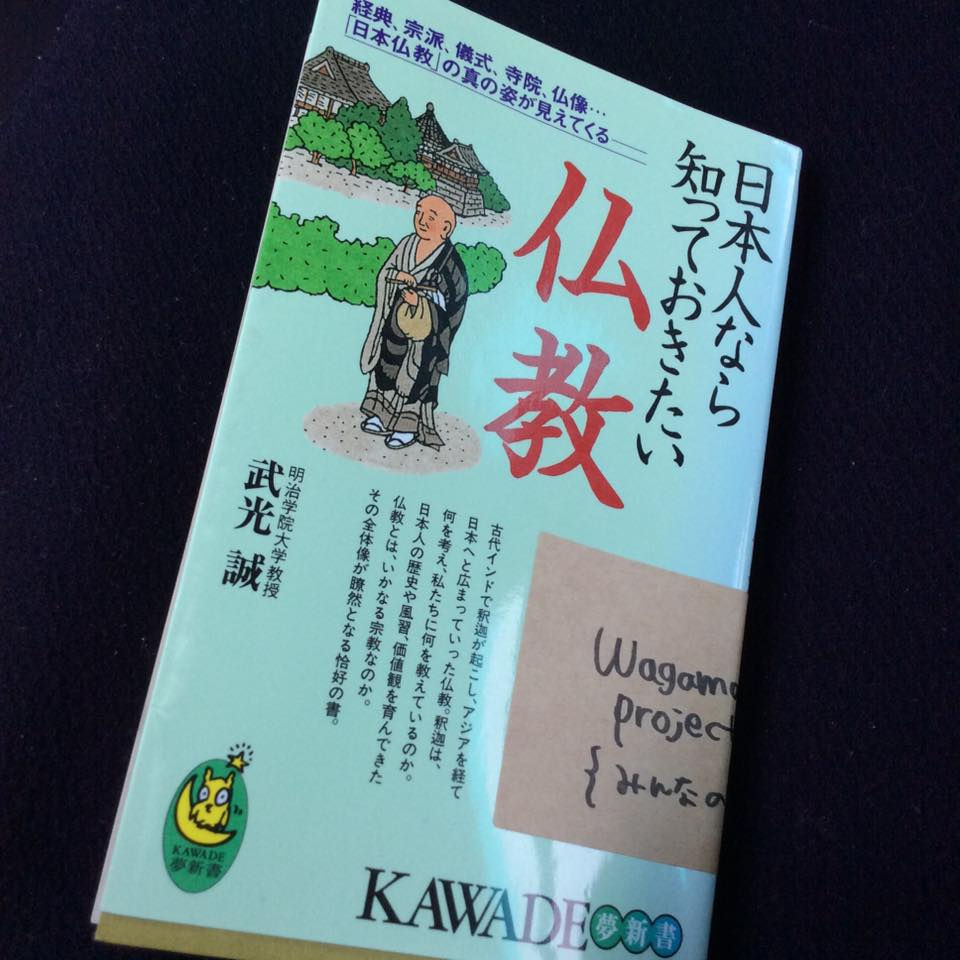 経典、宗派、儀式、寺院、仏像…
「日本仏教」の真の姿が見えてくる——
日本人なら
知っておきたい
仏教
明治学院大学教授
武光 誠
古代インドで釈迦が起こし、アジアを経て
日本へと広まっていった仏教。釈迦は、
何を考え、私たちに何を教えているのか。
日本人の歴史や風習、価値観を育んできた
仏教とは、いかなる宗教なのか。
その全体像が瞭然となる恰好の書。
Wagama
project
{みんなの
KAWADE
夢新書
KAWADE夢新書